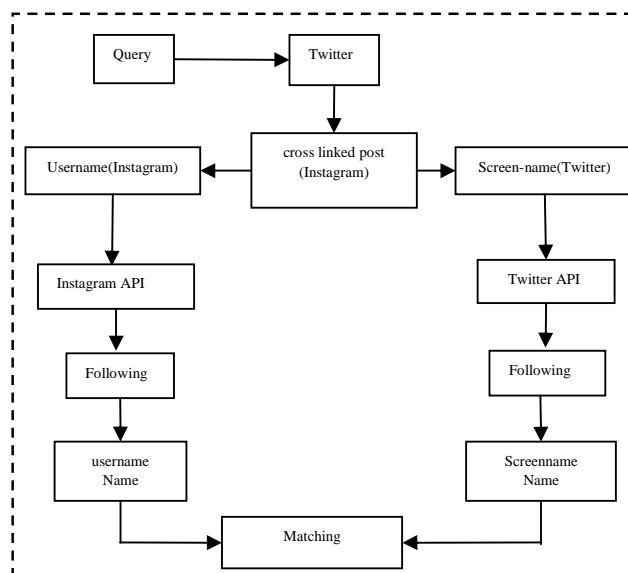 Query
Twitter
cross linked post
(Instagram)
Username(Instagram)
Screen-name(Twitter)
Instagram API
Twitter API
Following
Following
username
Name
Screenname
Name
Matching